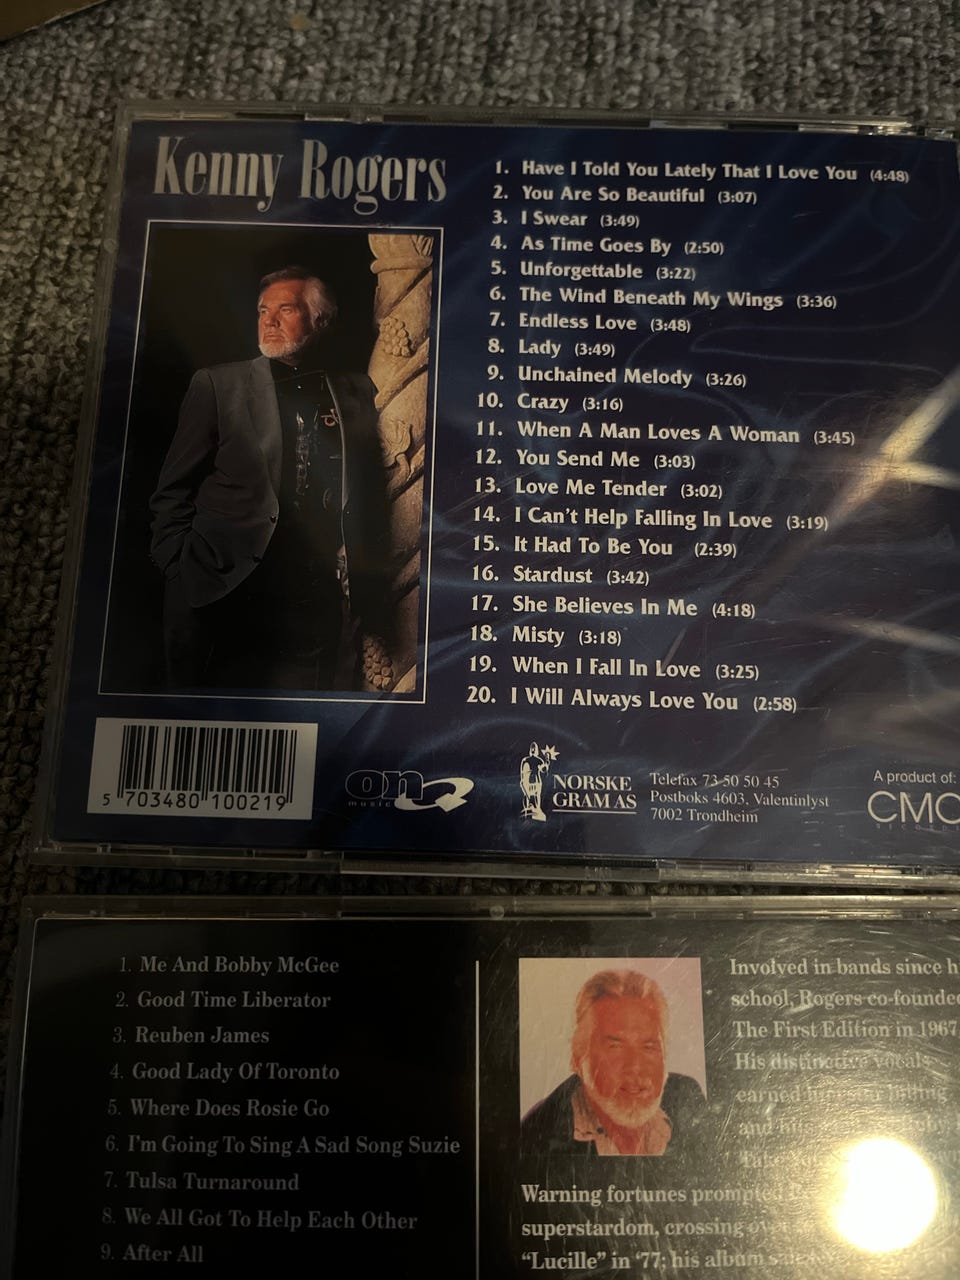 Kenny Rogers
1. Have I Told You Lately That I Love You (4:48)
2. You Are So Beautiful (3:07)
3. I Swear (3:49)
4. As Time Goes By (2:50)
5. Unforgettable (3:22)
6. The Wind Beneath My Wings (3:36)
7. Endless Love (3:48)
8. Lady (3:49)
9. Unchained Melody (3:26)
10. Crazy (3:16)
11. When A Man Loves A Woman (3:45)
12. You Send Me (3:03)
13. Love Me Tender (3:02)
14. I Can't Help Falling In Love (3:19)
15. It Had To Be You (2:39)
16. Stardust (3:42)
17. She Believes In Me (4:18)
18. Misty (3:18)
19. When I Fall In Love (3:25)
20. I Will Always Love You (2:58)
5 703480 100219
on
music
NORSKE
GRAM AS
Telefax 73 50 50 45
Postboks 4603, Valentinlyst
7002 Trondheim
A product of:
CMC
1. Me And Bobby McGee
2. Good Time Liberator
3. Reuben James
4. Good Lady Of Toronto
5. Where Does Rosie Go
6. I'm Going To Sing A Sad Song Suzie
7. Tulsa Turnaround
8. We All Got To Help Each Other
9. After All
Involved in bands since h
school, Rogers co-founded
The First Edition in 1967
His distinctive vocals
earned
and his
Warning fortunes prompted
superstardom, crossing
"Lucille" in '77; his album